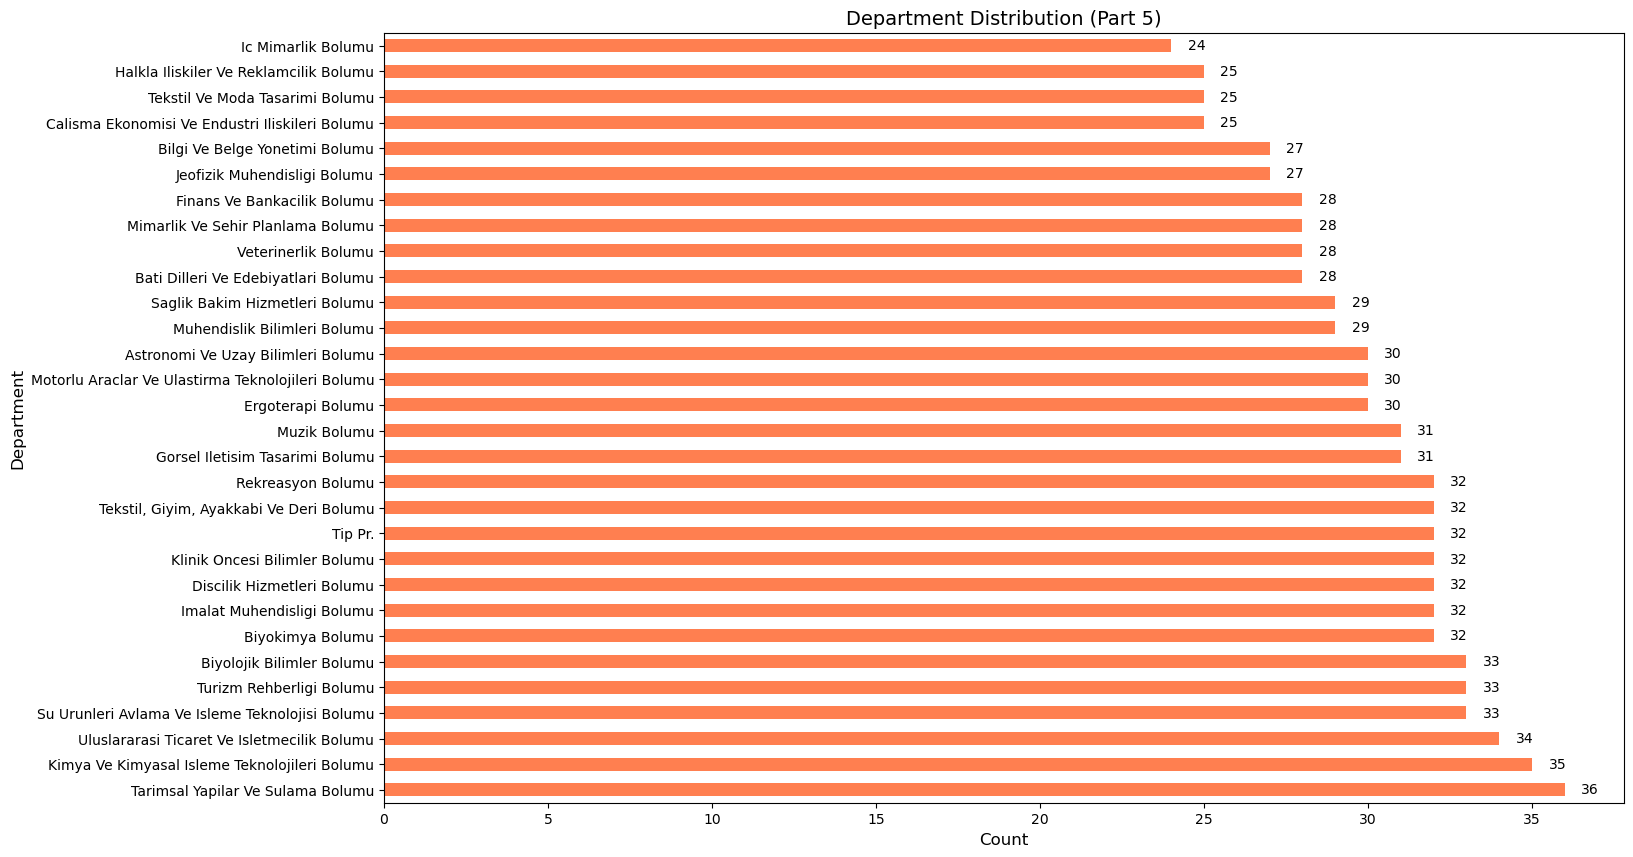 Department Distribution (Part 5)
Ic Mimarlik Bolumu 24
Halkla Iliskiler Ve Reklamcilik Bolumu 25
Tekstil Ve Moda Tasarimi Bolumu 25
Calisma Ekonomisi Ve Endustri Iliskileri Bolumu 25
Bilgi Ve Belge Yonetimi Bolumu 27
Jeofizik Muhendisligi Bolumu 27
Finans Ve Bankacilik Bolumu 28
Mimarlik Ve Sehir Planlama Bolumu 28
Veterinerlik Bolumu 28
Bati Dilleri Ve Edebiyatlari Bolumu 28
Saglik Bakim Hizmetleri Bolumu 29
Muhendislik Bilimleri Bolumu 29
Astronomi Ve Uzay Bilimleri Bolumu 30
Motorlu Araclar Ve Ulastirma Teknolojileri Bolumu 30
Ergoterapi Bolumu 30
Muzik Bolumu 31
Gorsel Iletisim Tasarimi Bolumu 31
Rekreasyon Bolumu 32
Tekstil, Giyim, Ayakkabi Ve Deri Bolumu 32
Tip Pr. 32
Klinik Oncesi Bilimler Bolumu 32
Discilik Hizmetleri Bolumu 32
Imalat Muhendisligi Bolumu 32
Biyokimya Bolumu 32
Biyolojik Bilimler Bolumu 33
Turizm Rehberligi Bolumu 33
Su Urunleri Avlama Ve Isleme Teknolojisi Bolumu 33
Uluslararasi Ticaret Ve Isletmecilik Bolumu 34
Kimya Ve Kimyasal Isleme Teknolojileri Bolumu 35
Tarimsal Yapilar Ve Sulama Bolumu 36
0 5 10 15 20 25 30 35
Count
Department